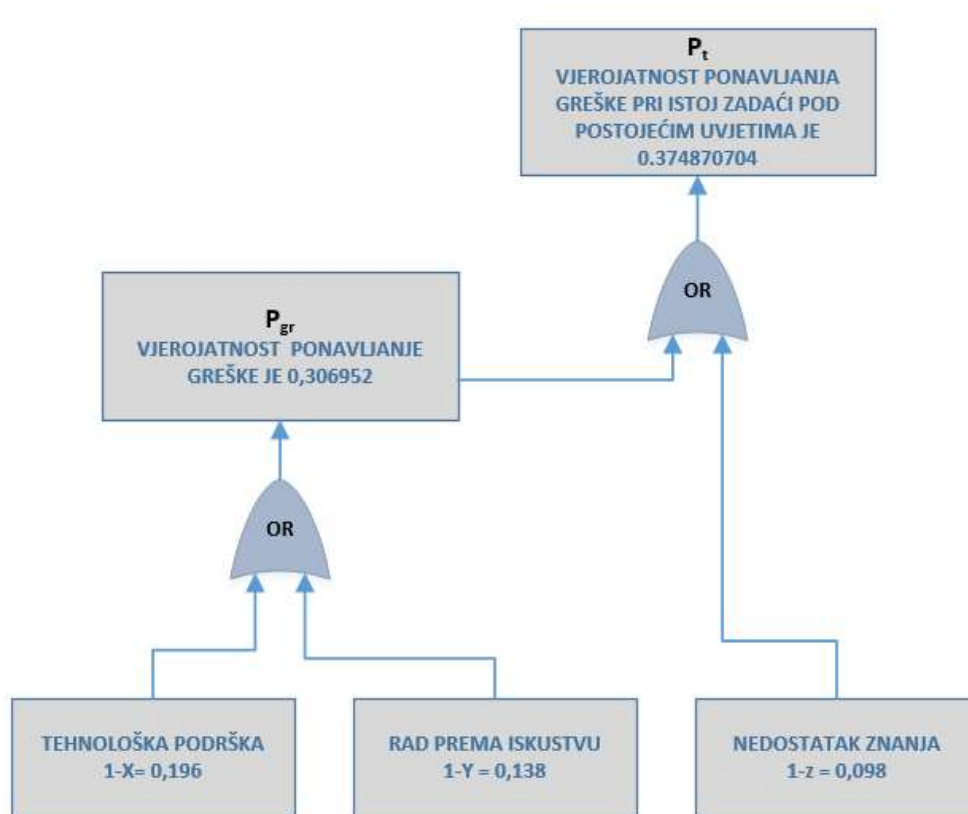 P_t
VJEROJATNOST PONAVLJANJA
GREŠKE PRI ISTOJ ZADAĆI POD
POSTOJEĆIM UVJETIMA JE
0.374870704
OR
P_gr
VJEROJATNOST PONAVLJANJE
GREŠKE JE 0,306952
OR
TEHNOLOŠKA PODRŠKA
1-X= 0,196
RAD PREMA ISKUSTVU
1-Y = 0,138
NEDOSTATAK ZNANJA
1-z = 0,098